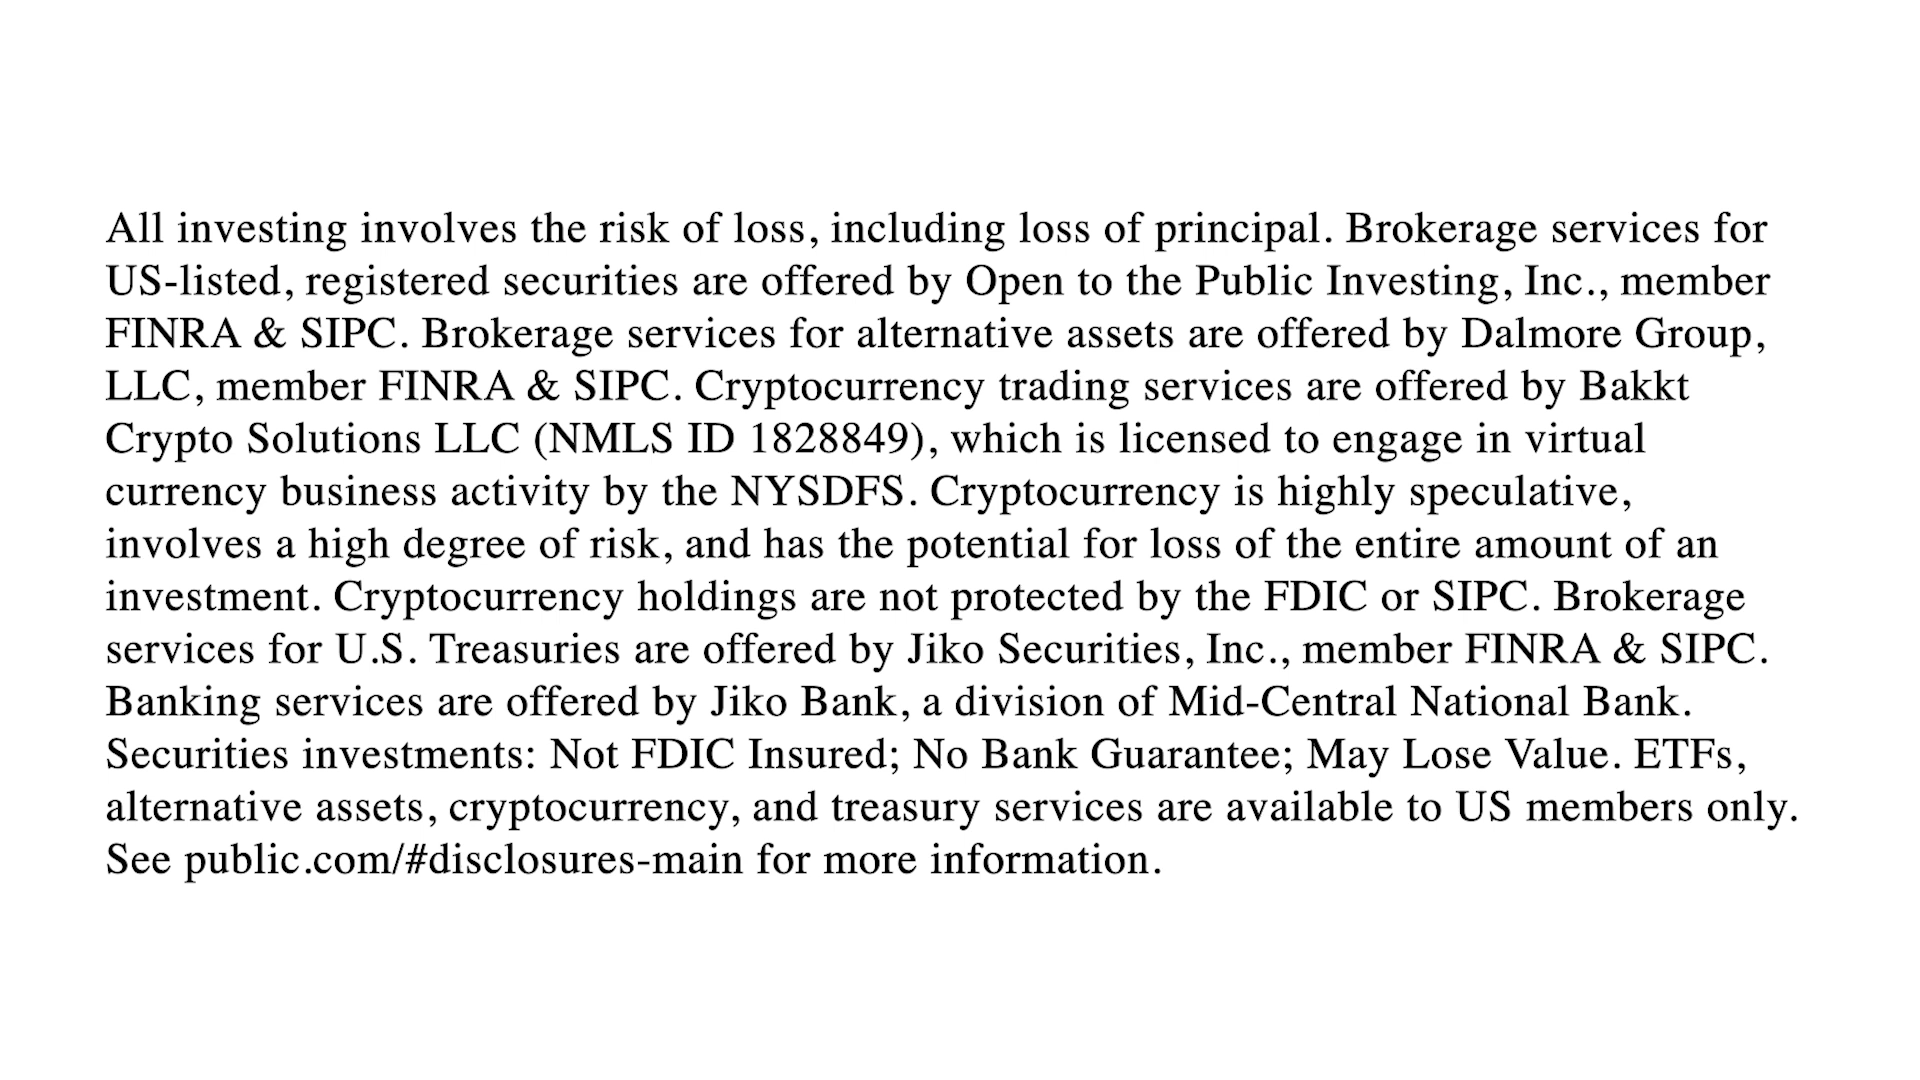 All investing involves the risk of loss, including loss of principal. Brokerage services for
US-listed, registered securities are offered by Open to the Public Investing, Inc., member
FINRA & SIPC. Brokerage services for alternative assets are offered by Dalmore Group,
LLC, member FINRA & SIPC. Cryptocurrency trading services are offered by Bakkt
Crypto Solutions LLC (NMLS ID 1828849), which is licensed to engage in virtual
currency business activity by the NYSDFS. Cryptocurrency is highly speculative,
involves a high degree of risk, and has the potential for loss of the entire amount of an
investment. Cryptocurrency holdings are not protected by the FDIC or SIPC. Brokerage
services for U.S. Treasuries are offered by Jiko Securities, Inc., member FINRA & SIPC.
Banking services are offered by Jiko Bank, a division of Mid-Central National Bank.
Securities investments: Not FDIC Insured; No Bank Guarantee; May Lose Value. ETFs,
alternative assets, cryptocurrency, and treasury services are available to US members only.
See public.com/#disclosures-main for more information.